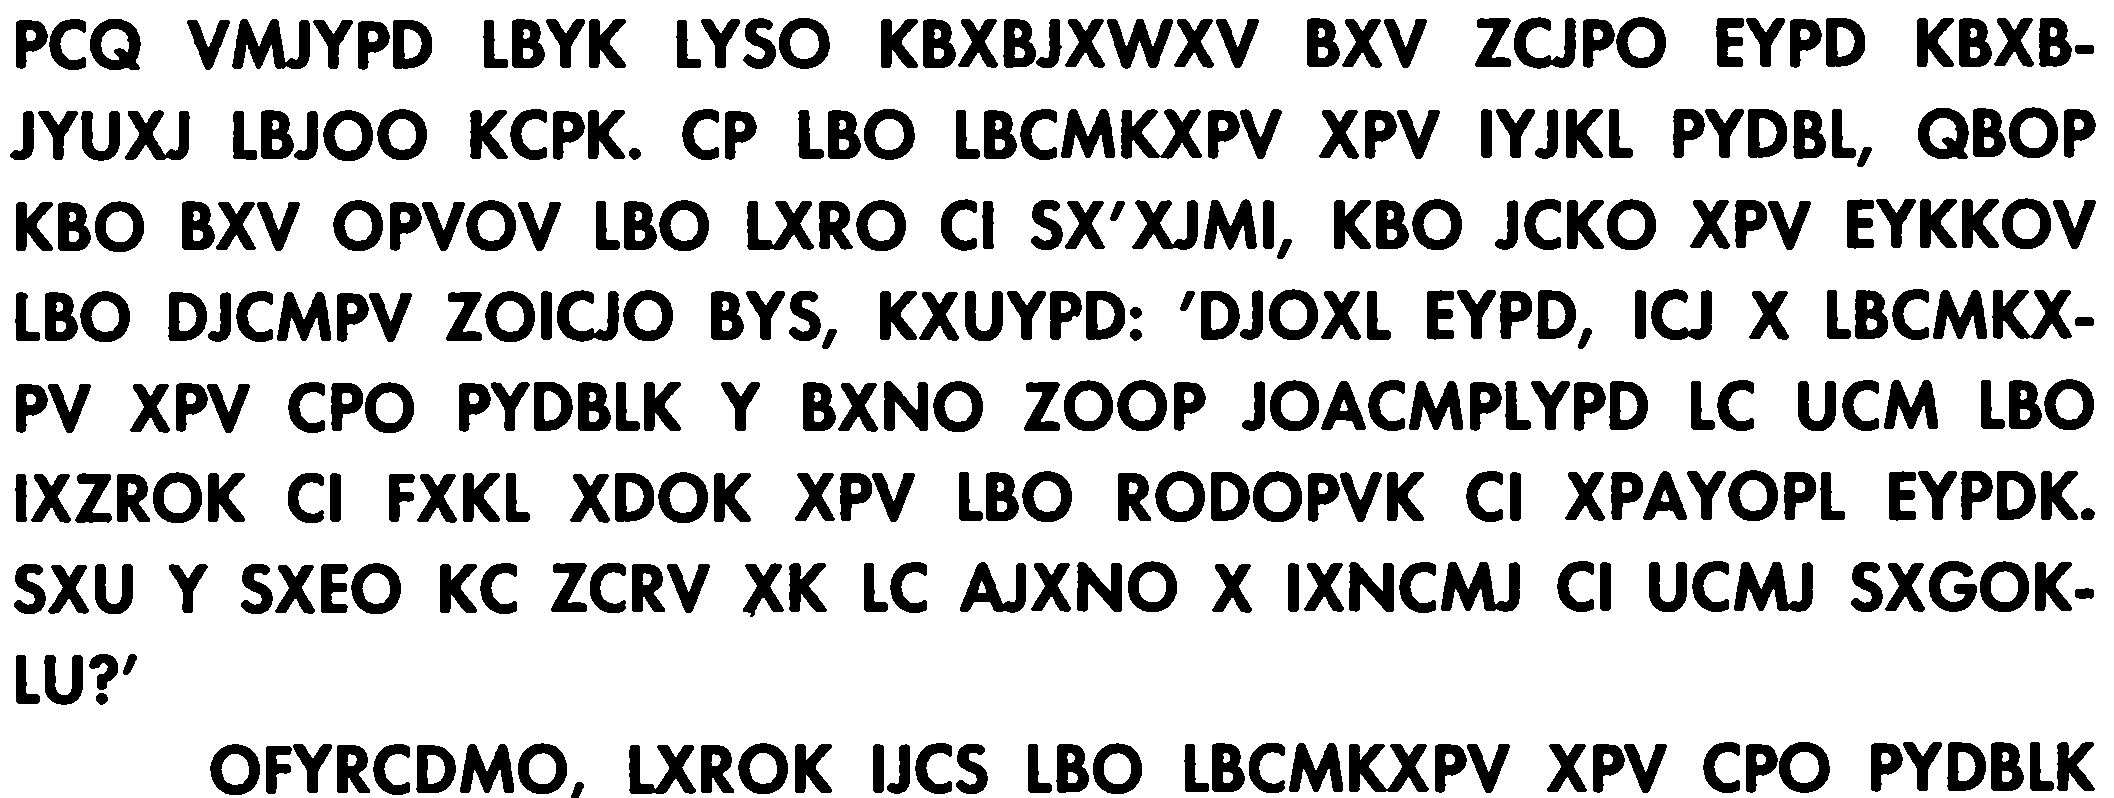 PCQ VMJYPD LBYK LYSO KBXBJXWXV BXV ZCJPO EYPD KBXB-
JYUXJ LBJOO KCPK. CP LBO LBCMKXPV XPV IYJKL PYDBL, QBOP
KBO BXV OPVOV LBO LXRO CI SX'XJMI, KBO JCKO XPV EYKKOV
LBO DJCMPV ZOICJO BYS, KXUYPD: 'DJOXL EYPD, ICJ X LBCMKX-
PV XPV CPO PYDBLK Y BXNO ZOOP JOACMPLYPD LC UCM LBO
IXZROK CI FXKL XDOK XPV LBO RODOPVK CI XPAYOPL EYPDK.
SXU Y SXEO KC ZCRV XK LC AJXNO X IXNCMJ CI UCMJ SXGOK-
LU?'
OFYRCDMO, LXROK IJCS LBO LBCMKXPV XPV CPO PYDBLK